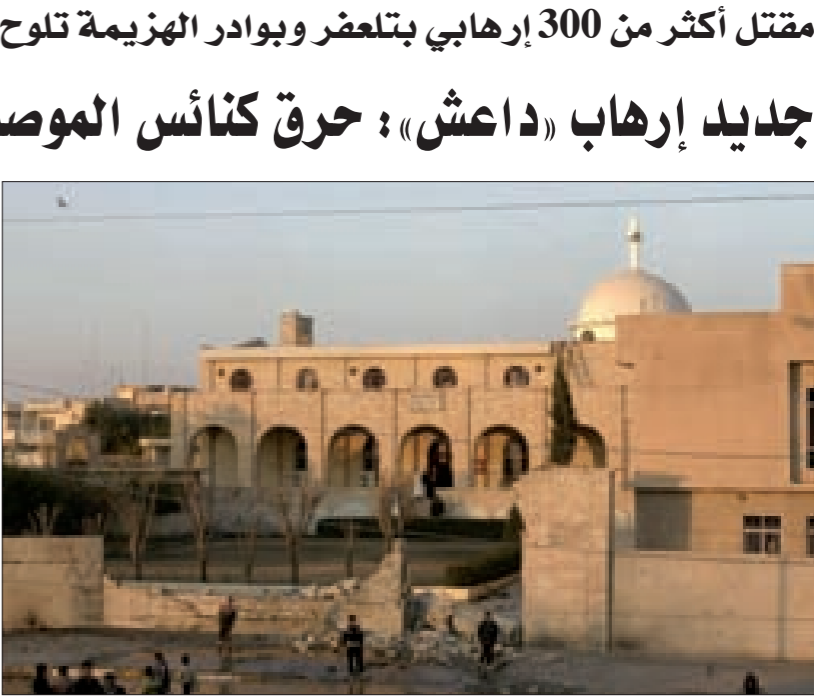 مقتل أكثر من 300 إرهابي بتلعفر وبوادر الهزيمة تلوح
جديد إرهاب «داعش»: حرق كنائس الموص